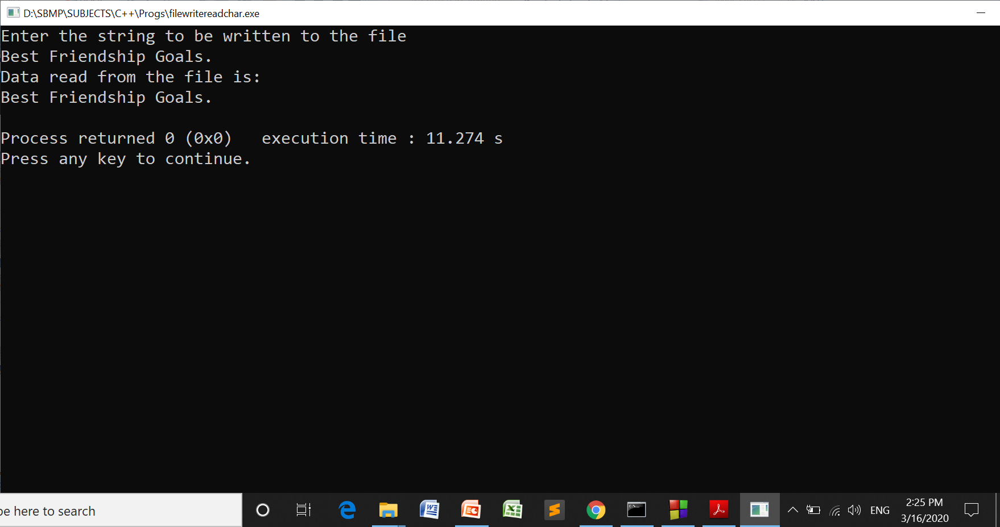 D:\SBMP\SUBJECTS\C++\Progs\filewritereadchar.exe
Enter the string to be written to the file
Best Friendship Goals.
Data read from the file is:
Best Friendship Goals.
Process returned 0 (0x0)   execution time : 11.274 s
Press any key to continue.
here to search
ENG
2:25 PM
3/16/2020